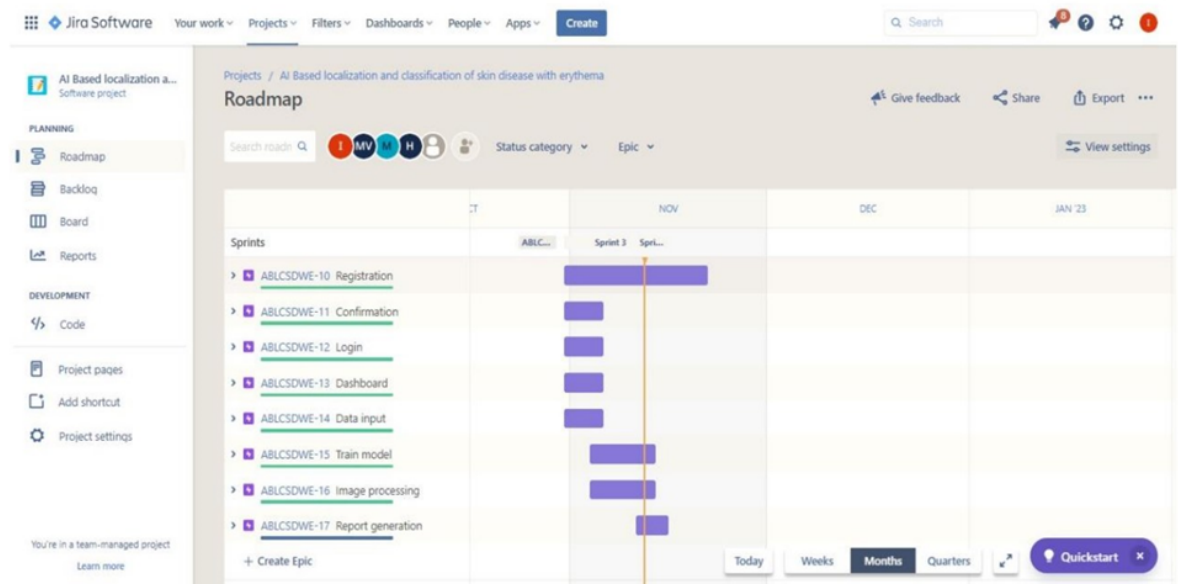 Jira Software Your work Projects Filters Dashboards People Apps Create Search 8 I
AI Based localization a...
Software project
PLANNING
Roadmap
Backlog
Board
Reports
DEVELOPMENT
Code
Project pages
Add shortcut
Project settings
You're in a team-managed project
Learn more
Projects / AI Based localization and classification of skin disease with erythema
Roadmap
Give feedback Share Export
Search roadn I MV M H Status category Epic View settings
CT NOV DEC JAN '23
Sprints ABLC... Sprint 3 Spri...
ABLCSDWE-10 Registration
ABLCSDWE-11 Confirmation
ABLCSDWE-12 Login
ABLCSDWE-13 Dashboard
ABLCSDWE-14 Data input
ABLCSDWE-15 Train model
ABLCSDWE-16 Image processing
ABLCSDWE-17 Report generation
+ Create Epic
Today Weeks Months Quarters Quickstart ×